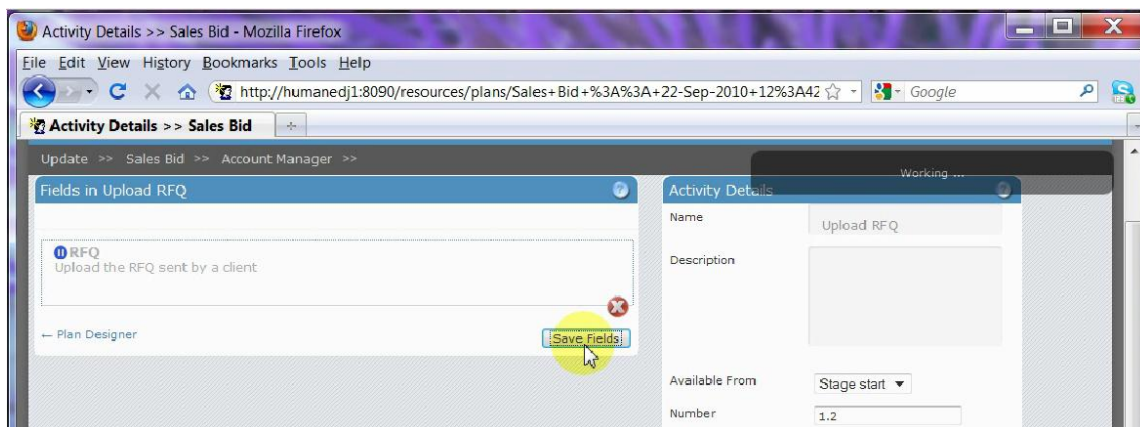 Activity Details >> Sales Bid - Mozilla Firefox
File Edit View History Bookmarks Tools Help
http://humanedj1:8090/resources/plans/Sales+Bid+%3A%3A+22-Sep-2010+12%3A42
Google
Activity Details >> Sales Bid
Update >> Sales Bid >> Account Manager >>
Working ...
Fields in Upload RFQ
Activity Details
Name
Upload RFQ
RFQ
Upload the RFQ sent by a client
Description
← Plan Designer
Save Fields
Available From
Stage start
Number
1.2